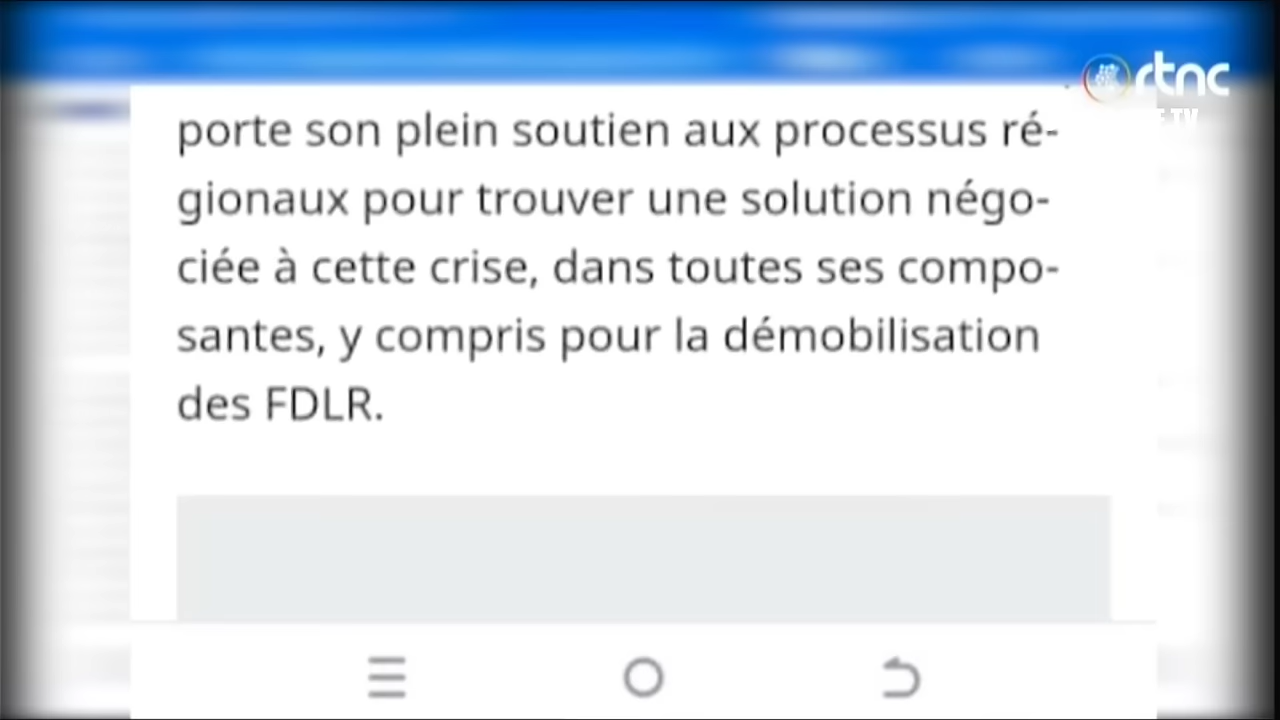 rtnc
porte son plein soutien aux processus ré-
gionaux pour trouver une solution négo-
ciée à cette crise, dans toutes ses compo-
santes, y compris pour la démobilisation
des FDLR.